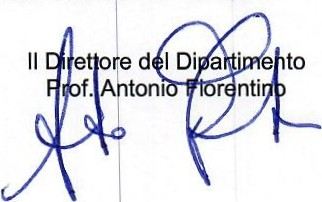 Il Direttore del Dipartimento
Prof. Antonio Fiorentino